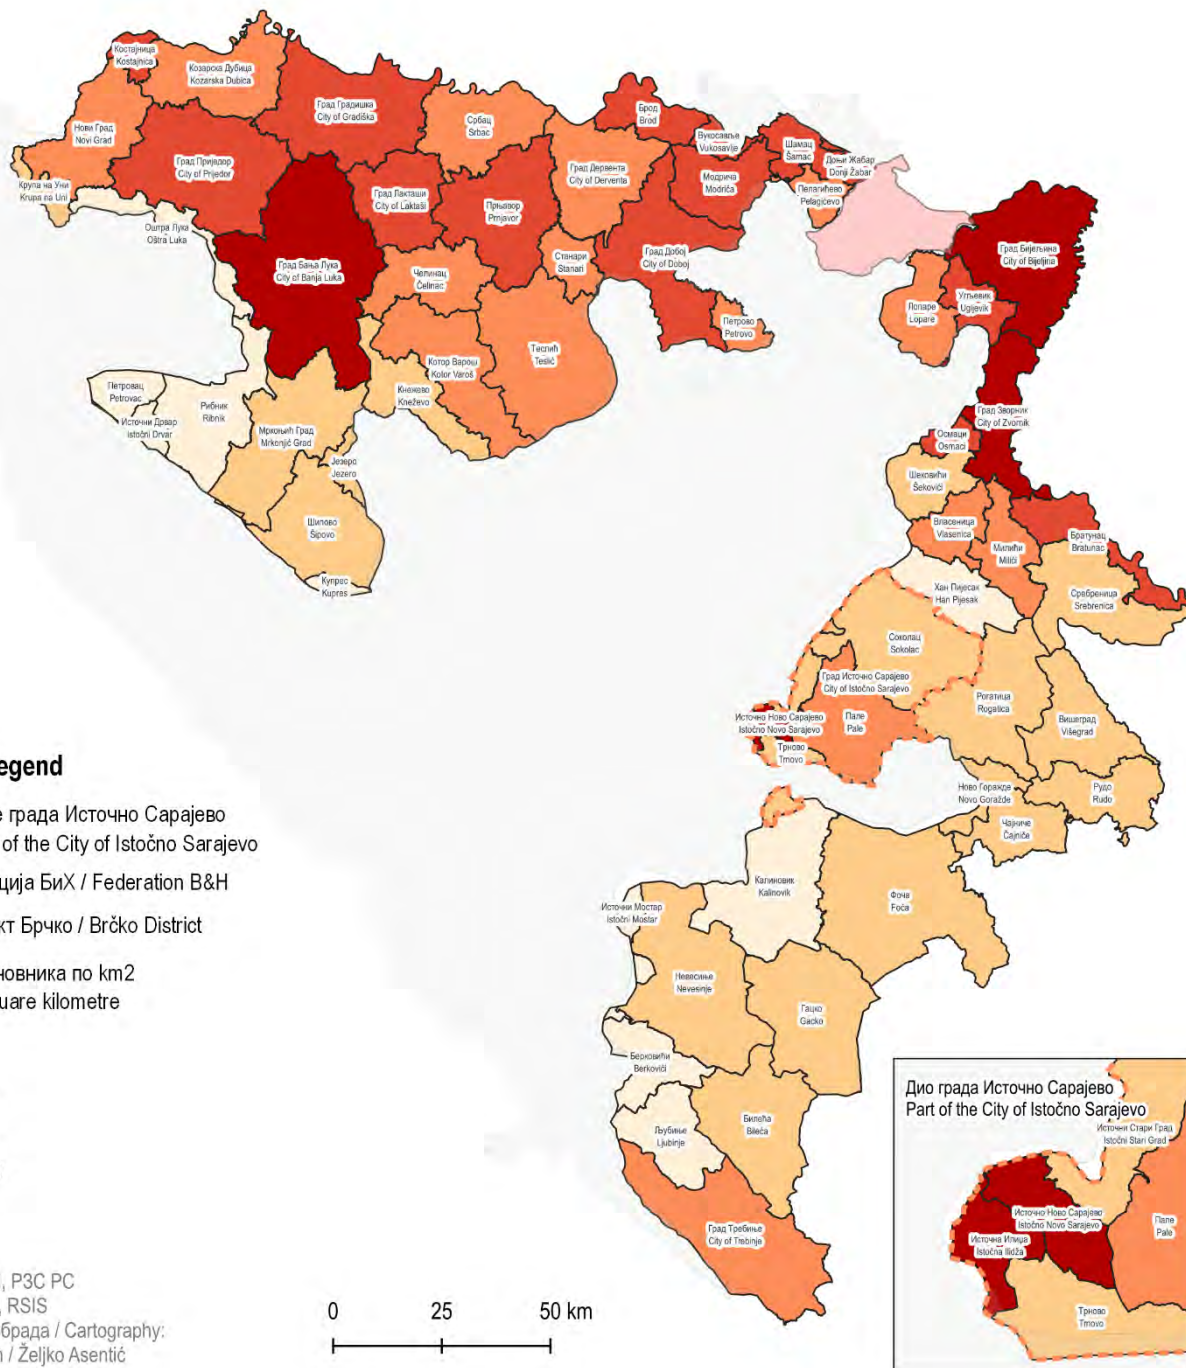 Костајница
Kostajnica
Козарска Дубица
Kozarska Dubica
Град Градишка
City of Gradiška
Нови Град
Novi Grad
Град Приједор
City of Prijedor
Србац
Srbac
Брод
Brod
Вукосавље
Vukosavlje
Шамац
Šamac
Доњи Жабар
Donji Žabar
Крупа на Уни
Krupa na Uni
Град Лакташи
City of Laktaši
Прњавор
Prnjavor
Град Дервента
City of Derventa
Модрича
Modriča
Пелагићево
Pelagićevo
Оштра Лука
Oštra Luka
Град Бања Лука
City of Banja Luka
Челинац
Čelinac
Станари
Stanari
Град Добој
City of Doboj
Град Бијељина
City of Bijeljina
Лопаре
Lopare
Угљевик
Ugljevik
Петрово
Petrovo
Теслић
Teslić
Котор Варош
Kotor Varoš
Кнежево
Kneževo
Петровац
Petrovac
Источни Дрвар
Istočni Drvar
Рибник
Ribnik
Мркоњић Град
Mrkonjić Grad
Језеро
Jezero
Шипово
Šipovo
Купрес
Kupres
Град Зворник
City of Zvornik
Осмаци
Osmaci
Шековићи
Šekovići
Власеница
Vlasenica
Милићи
Milići
Братунац
Bratunac
Хан Пијесак
Han Pijesak
Сребреница
Srebrenica
Соколац
Sokolac
Град Источно Сарајево
City of Istočno Sarajevo
Источно Ново Сарајево
Istočno Novo Sarajevo
Пале
Pale
Трново
Trnovo
Рогатица
Rogatica
Вишеград
Višegrad
Ново Горажде
Novo Goražde
Рудо
Rudo
Чајниче
Čajniče
Калиновик
Kalinovik
Фоча
Foča
Источни Мостар
Istočni Mostar
Невесиње
Nevesinje
Гацко
Gacko
Берковићи
Berkovići
Љубиње
Ljubinje
Билећа
Bileća
Град Требиње
City of Trebinje
egend
е града Источно Сарајево
of the City of Istočno Sarajevo
ција БиХ / Federation B&H
кт Брчко / Brčko District
новника по km2
uare kilometre
, РЗС РС
, RSIS
брада / Cartography:
/ Željko Asentić
0 25 50 km
Дио града Источно Сарајево
Part of the City of Istočno Sarajevo
Источни Стари Град
Istočni Stari Grad
Источно Ново Сарајево
Istočno Novo Sarajevo
Источна Илиџа
Istočna Ilidža
Пале
Pale
Трново
Trnovo